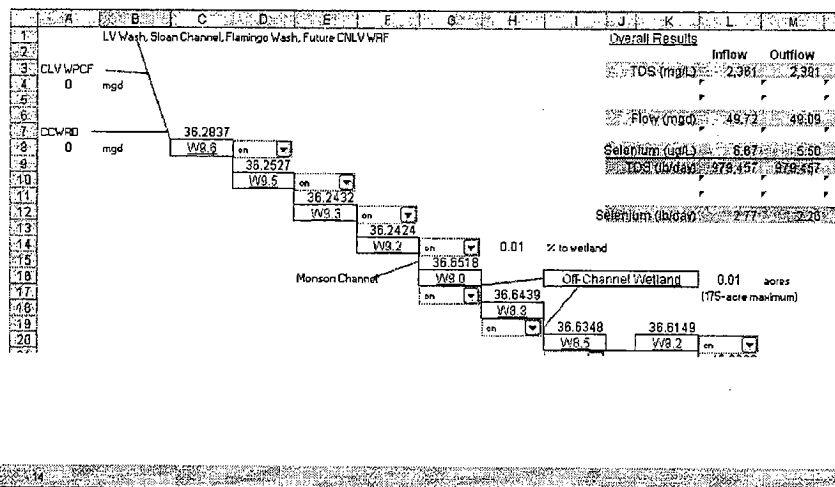 A B C D E F G H I J K L M
1 LV Wash, Sloan Channel, Flamingo Wash, Future CNLV WRF Overall Results
2 Inflow Outflow
3 CLV WPCF TDS (mg/L) 2,381 2,381
4 0 mgd
5
6 Flow (mgd) 49.72 49.09
7 CCWRD 36.2837
8 0 mgd W9.6 on Selenium (ug/L) 6.67 5.50
9 36.2527 TDS (lb/day) 979,457 979,457
10 W9.5 on
11 36.2432
12 W9.3 on Selenium (lb/day) 2.77
13 36.2424
14 W9.2 on 0.01 % to wetland
15 36.6518
16 Monson Channel W9.0 Off-Channel Wetland 0.01 acres
17 on 36.6439 (175-acre maximum)
18 W8.8
19 on 36.6348 36.6149
20 W8.5 W8.2 on
14